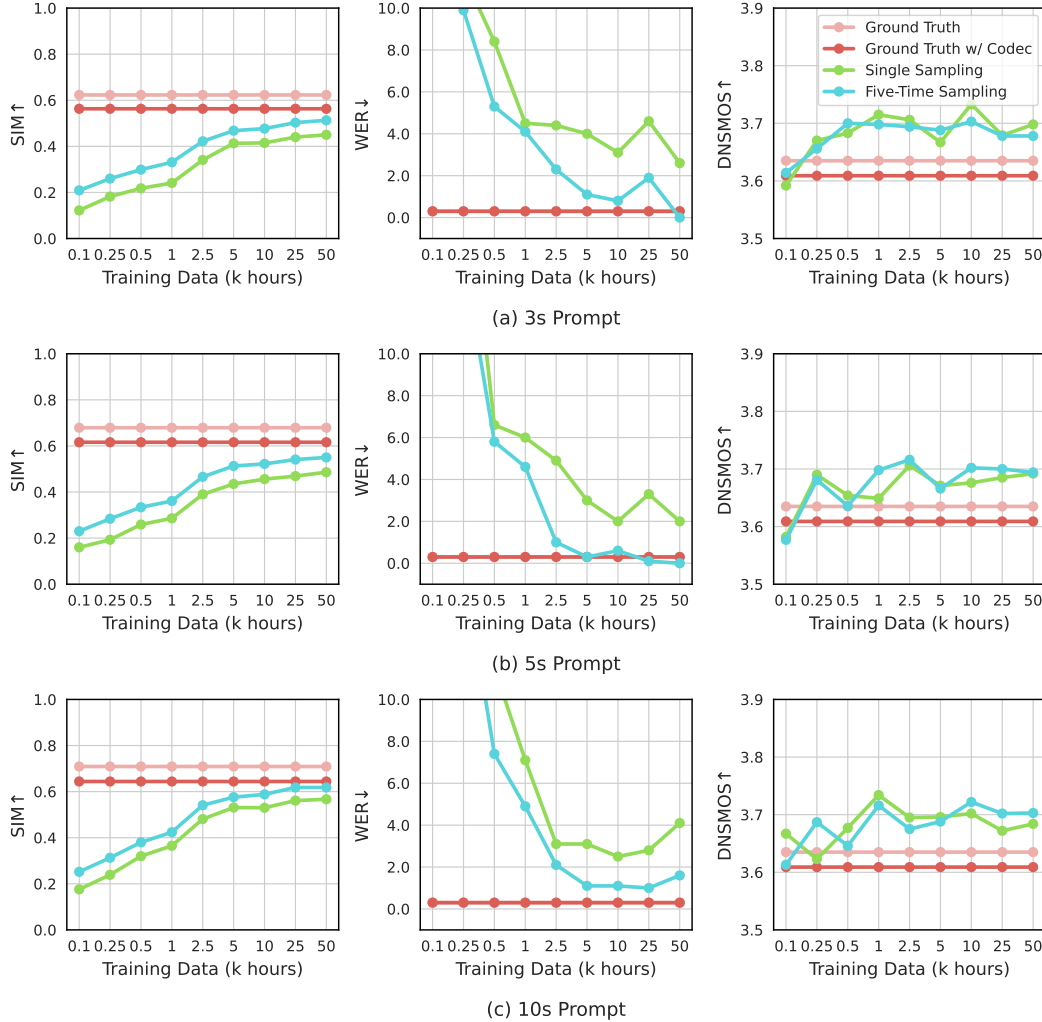 SIM↑
1.0
0.8
0.6
0.4
0.2
0.0
0.1 0.25 0.5 1 2.5 5 10 25 50
Training Data (k hours)
WER↓
10.0
8.0
6.0
4.0
2.0
0.0
0.1 0.25 0.5 1 2.5 5 10 25 50
Training Data (k hours)
DNSMOS↑
3.9
3.8
3.7
3.6
3.5
0.1 0.25 0.5 1 2.5 5 10 25 50
Training Data (k hours)
Ground Truth
Ground Truth w/ Codec
Single Sampling
Five-Time Sampling
(a) 3s Prompt
SIM↑
1.0
0.8
0.6
0.4
0.2
0.0
0.1 0.25 0.5 1 2.5 5 10 25 50
Training Data (k hours)
WER↓
10.0
8.0
6.0
4.0
2.0
0.0
0.1 0.25 0.5 1 2.5 5 10 25 50
Training Data (k hours)
DNSMOS↑
3.9
3.8
3.7
3.6
3.5
0.1 0.25 0.5 1 2.5 5 10 25 50
Training Data (k hours)
(b) 5s Prompt
SIM↑
1.0
0.8
0.6
0.4
0.2
0.0
0.1 0.25 0.5 1 2.5 5 10 25 50
Training Data (k hours)
WER↓
10.0
8.0
6.0
4.0
2.0
0.0
0.1 0.25 0.5 1 2.5 5 10 25 50
Training Data (k hours)
DNSMOS↑
3.9
3.8
3.7
3.6
3.5
0.1 0.25 0.5 1 2.5 5 10 25 50
Training Data (k hours)
(c) 10s Prompt